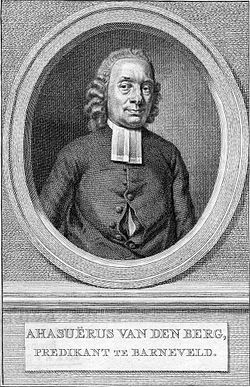 AHASUËRUS VAN DEN BERG,
PREDIKANT TE BARNEVELD.